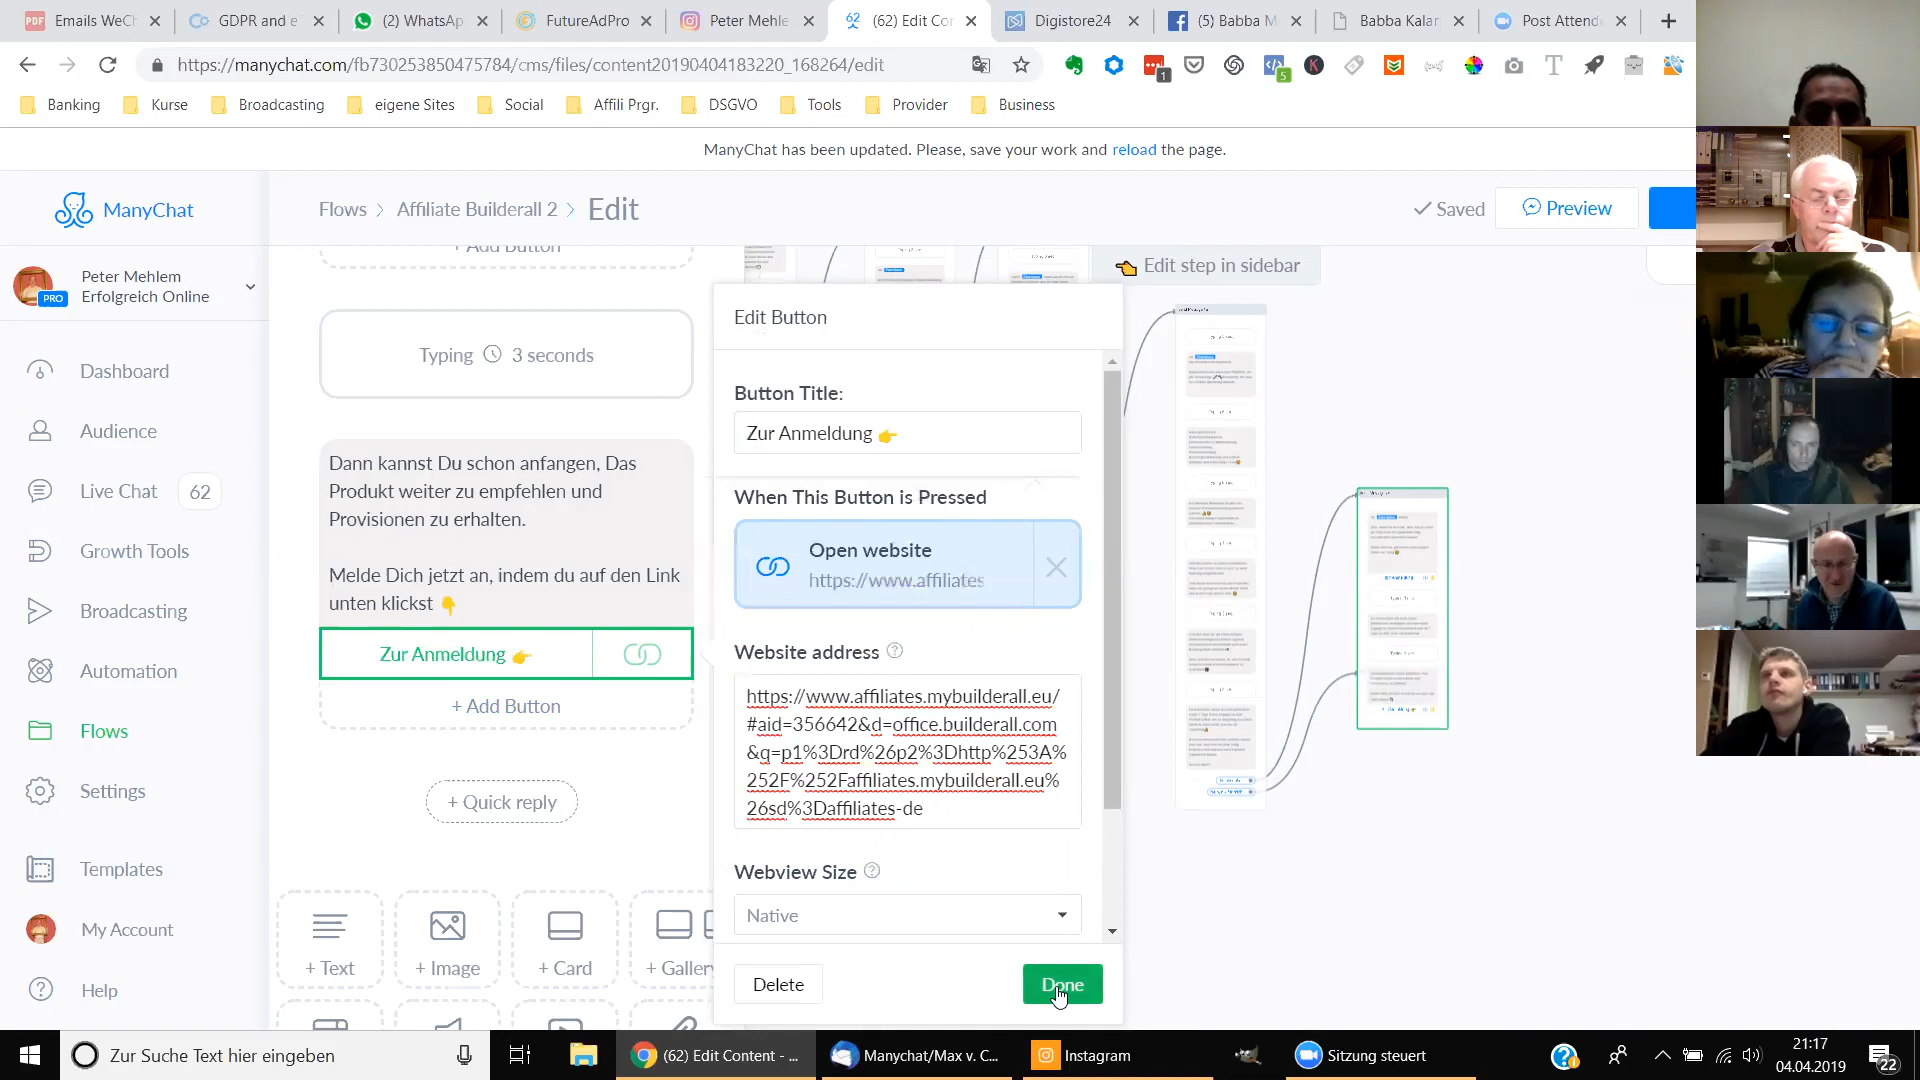 Emails WeCh
GDPR and e
(2) WhatsAp
FutureAdPro
Peter Mehle
(62) Edit Cor
Digistore24
(5) Babba M
Babba Kalar
Post Attende
https://manychat.com/fb730253850475784/cms/files/content20190404183220_168264/edit
Banking
Kurse
Broadcasting
eigene Sites
Social
Affili Prgr.
DSGVO
Tools
Provider
Business
ManyChat has been updated. Please, save your work and reload the page.
ManyChat
Flows > Affiliate Builderall 2 > Edit
Saved
Preview
Peter Mehlem
Erfolgreich Online
PRO
Dashboard
Audience
Live Chat 62
Growth Tools
Broadcasting
Automation
Flows
Settings
Templates
My Account
Help
+ Add Button
Typing 3 seconds
Dann kannst Du schon anfangen, Das
Produkt weiter zu empfehlen und
Provisionen zu erhalten.
Melde Dich jetzt an, indem du auf den Link
unten klickst 👇
Zur Anmeldung 👉
+ Add Button
+ Quick reply
+ Text
+ Image
+ Card
+ Gallery
👈 Edit step in sidebar
Edit Button
Button Title:
Zur Anmeldung 👉
When This Button is Pressed
Open website
https://www.affiliates
Website address
https://www.affiliates.mybuilderall.eu/
#aid=356642&d=office.builderall.com
&q=p1%3Drd%26p2%3Dhttp%253A%
252F%252Faffiliates.mybuilderall.eu%
26sd%3Daffiliates-de
Webview Size
Native
Delete
Done
Zur Suche Text hier eingeben
(62) Edit Content - ...
Manychat/Max v. C...
Instagram
Sitzung steuert
21:17
04.04.2019
22